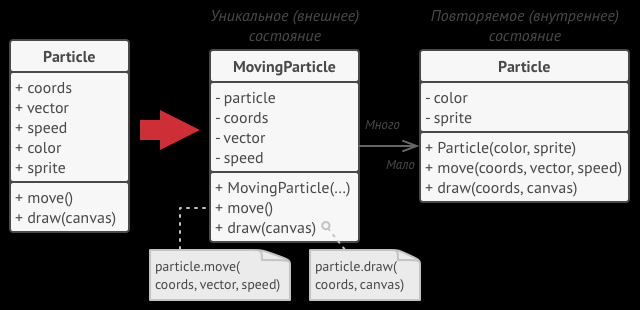 Particle
+ coords
+ vector
+ speed
+ color
+ sprite
+ move()
+ draw(canvas)
Уникальное (внешнее)
состояние
MovingParticle
- particle
- coords
- vector
- speed
+ MovingParticle(...)
+ move()
+ draw(canvas)
particle.move(
coords, vector, speed)
particle.draw(
coords, canvas)
Много
Мало
Повторяемое (внутреннее)
состояние
Particle
- color
- sprite
+ Particle(color, sprite)
+ move(coords, vector, speed)
+ draw(coords, canvas)